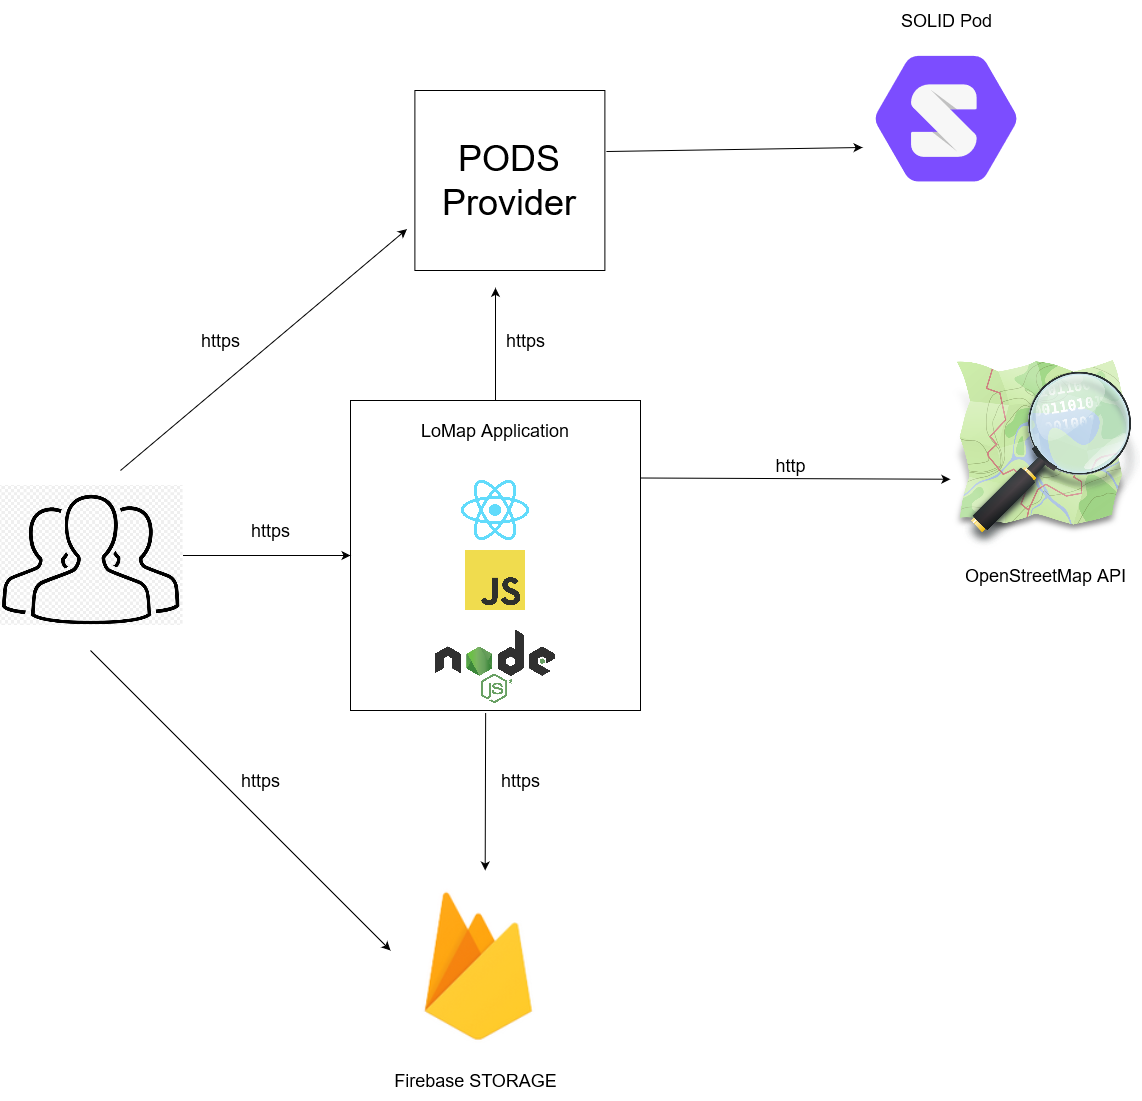 SOLID Pod
PODS
Provider
https
https
LoMap Application
http
https
JS
node
JS
011010
OpenStreetMap API
https
https
Firebase STORAGE